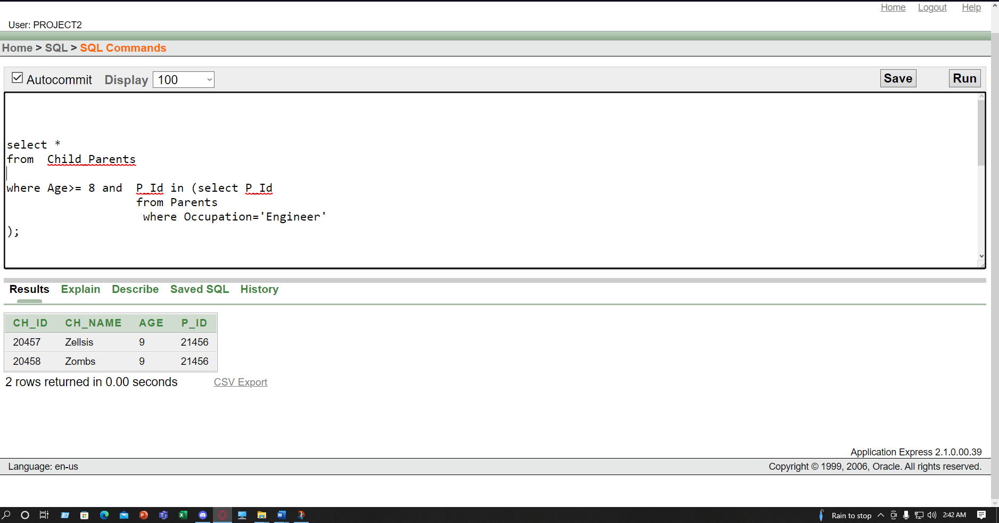 Home Logout Help
User: PROJECT2
Home > SQL > SQL Commands
Autocommit Display 100 Save Run
select *
from  Child_Parents
where Age>= 8 and  P_Id in (select P_Id
from Parents
where Occupation='Engineer'
);
Results Explain Describe Saved SQL History
CH_ID CH_NAME AGE P_ID
20457 Zellsis 9 21456
20458 Zombs 9 21456
2 rows returned in 0.00 seconds CSV Export
Application Express 2.1.0.00.39
Language: en-us Copyright © 1999, 2006, Oracle. All rights reserved.
Rain to stop 2:42 AM